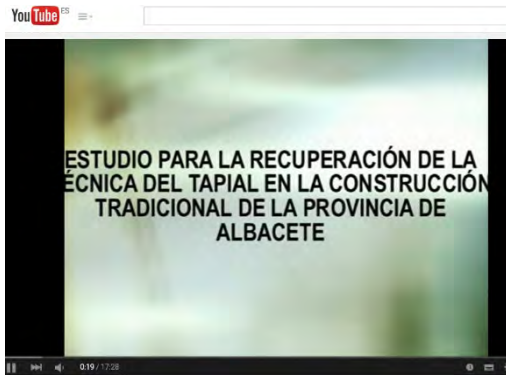 YouTube ES
ESTUDIO PARA LA RECUPERACIÓN DE LA
ÉCNICA DEL TAPIAL EN LA CONSTRUCCIÓN
TRADICIONAL DE LA PROVINCIA DE
ALBACETE
0:19 / 17:28